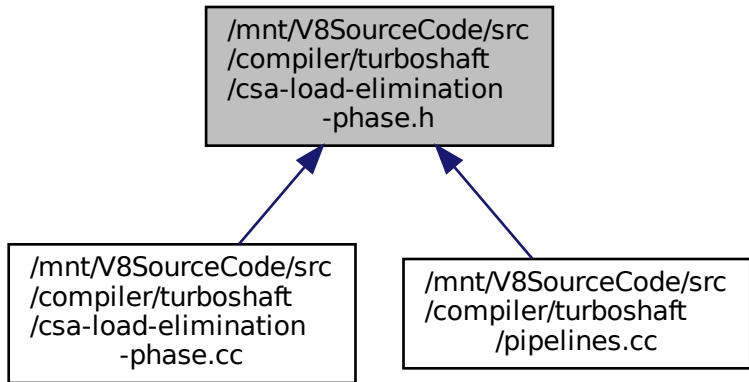 /mnt/V8SourceCode/src
/compiler/turboshaft
/csa-load-elimination
-phase.h
/mnt/V8SourceCode/src
/compiler/turboshaft
/csa-load-elimination
-phase.cc
/mnt/V8SourceCode/src
/compiler/turboshaft
/pipelines.cc